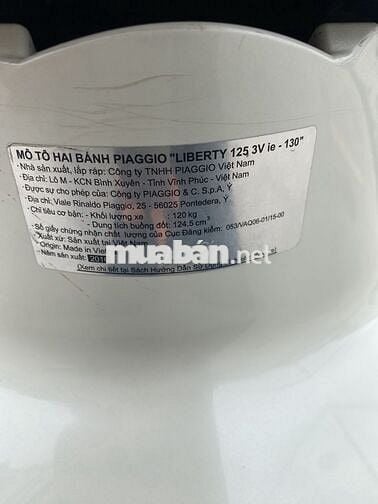 MÔ TÔ HAI BÁNH PIAGGIO "LIBERTY 125 3V ie - 130"
- Nhà sản xuất, lắp ráp: Công ty TNHH PIAGGIO Việt Nam
- Địa chỉ: Lô M - KCN Bình Xuyên - Tỉnh Vĩnh Phúc - Việt Nam
- Được sự cho phép của: Công ty PIAGGIO & C. S.p.A, Ý
- Địa chỉ: Viale Rinaldo Piaggio, 25 - 56025 Pontedera, Ý
- Chỉ tiêu cơ bản: - Khối lượng xe : 120 kg
- Dung tích buồng đốt: 124,5 cm³
- Số giấy chứng nhận chất lượng của Cục Đăng kiểm: 053/VAQ06-01/15-00
- Xuất xứ: Sản xuất tại Việt Nam
- Origin: Made in Viet
- Năm sản xuất: 201
(Xem chi tiết tại Sách Hướng Dẫn Sử
muaban.net